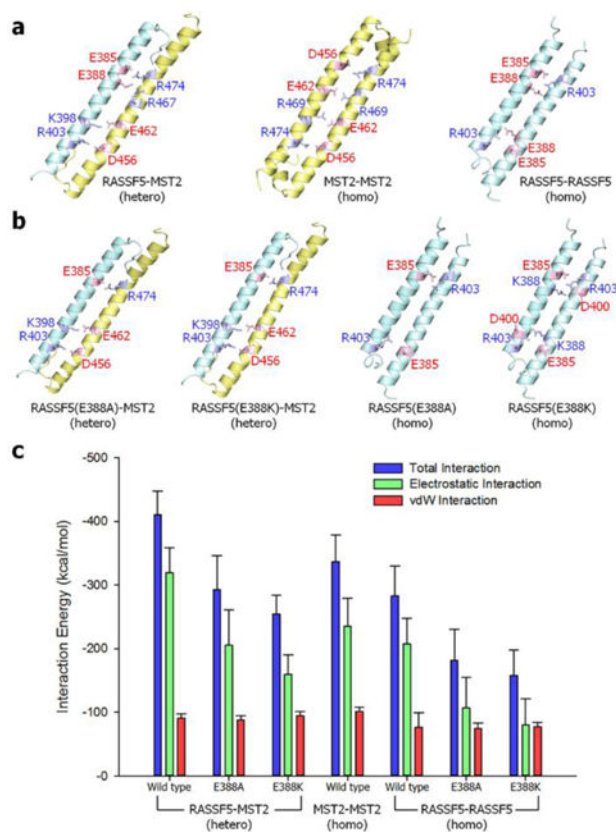 a
E385
E388
K398
R403
R474
R467
E462
D456
RASSF5-MST2
(hetero)
D456
E462
R469
R474
R474
R469
E462
D456
MST2-MST2
(homo)
E385
E388
R403
R403
E388
E385
RASSF5-RASSF5
(homo)
b
E385
K398
R403
R474
E462
D456
RASSF5(E388A)-MST2
(hetero)
E385
K398
R403
R474
E462
D456
RASSF5(E388K)-MST2
(hetero)
E385
R403
R403
E385
RASSF5(E388A)
(homo)
E385
K388
D400
R403
R403
D400
K388
E385
RASSF5(E388K)
(homo)
c
Total Interaction
Electrostatic Interaction
vdW Interaction
Interaction Energy (kcal/mol)
-500
-400
-300
-200
-100
-0
Wild type E388A E388K Wild type Wild type E388A E388K
RASSF5-MST2 MST2-MST2 RASSF5-RASSF5
(hetero) (homo) (homo)